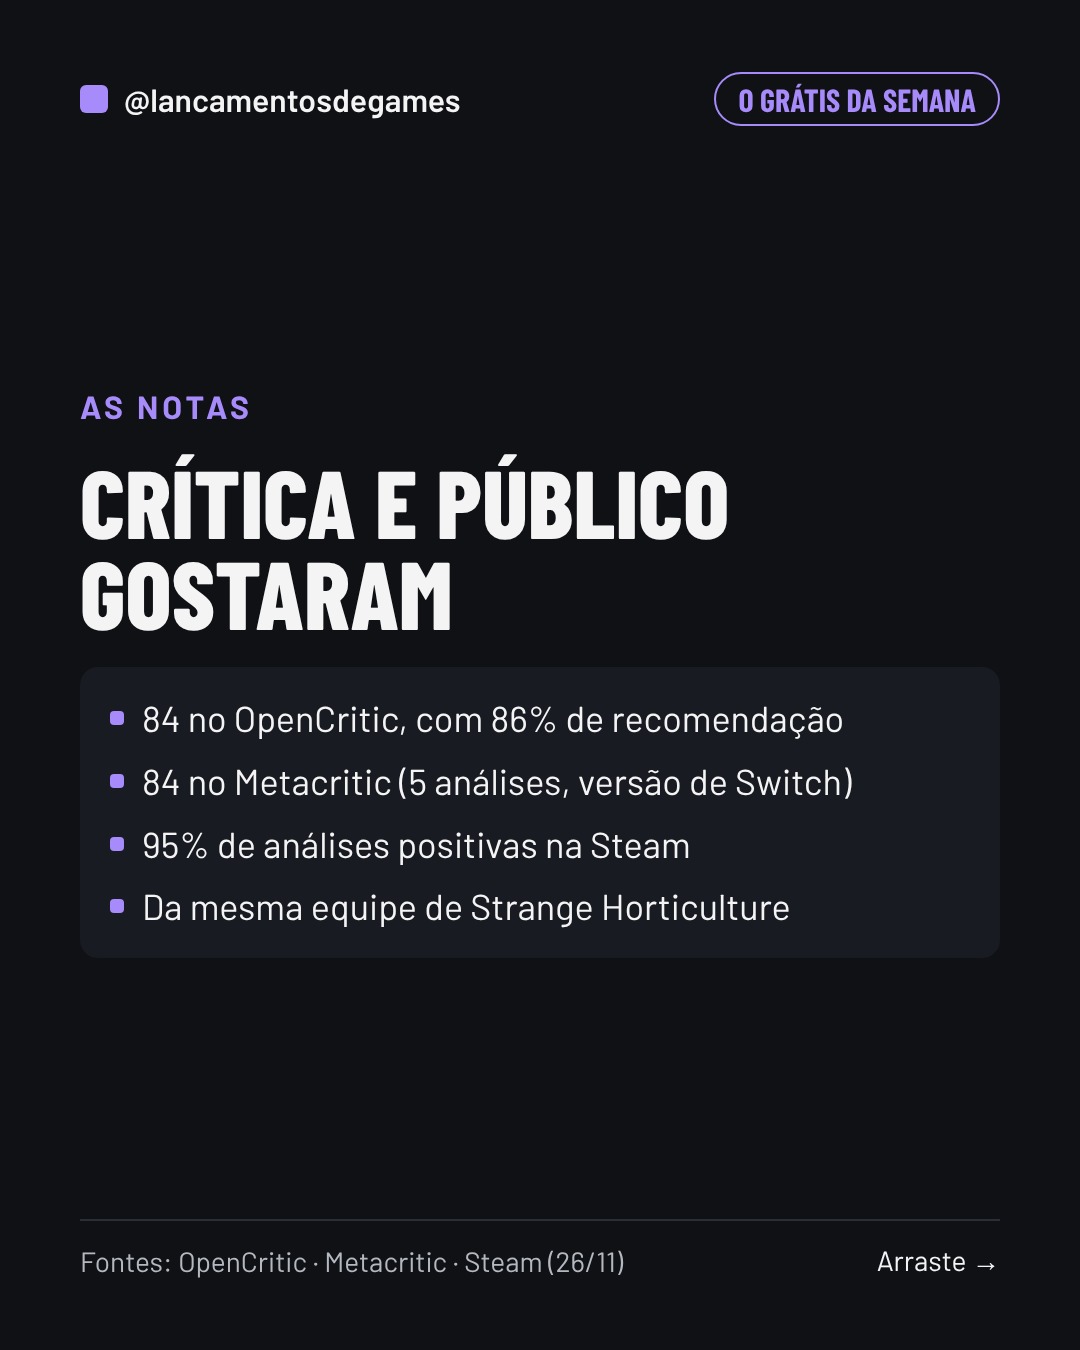 @lancamentosdegames
O GRÁTIS DA SEMANA
AS NOTAS
CRÍTICA E PÚBLICO
GOSTARAM
84 no OpenCritic, com 86% de recomendação
84 no Metacritic (5 análises, versão de Switch)
95% de análises positivas na Steam
Da mesma equipe de Strange Horticulture
Fontes: OpenCritic · Metacritic · Steam (26/11)
Arraste →